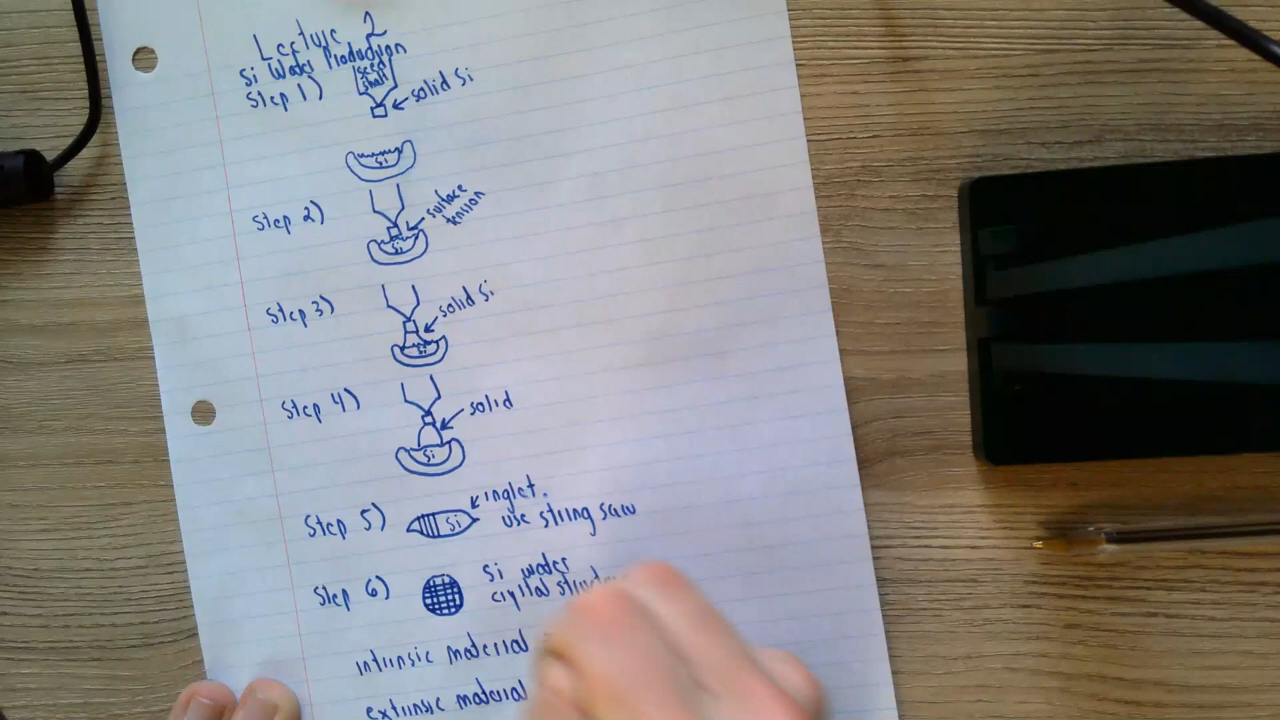 Lecture 2
Si Wafer Production
Step 1)
seed
shaft
solid Si
Si
Step 2)
surface
tension
Si
Step 3)
solid Si
Si
Step 4)
solid
Si
Step 5)
Si
inglet.
use string saw
Step 6)
Si wafer
crystal
intrinsic material
extrinsic material